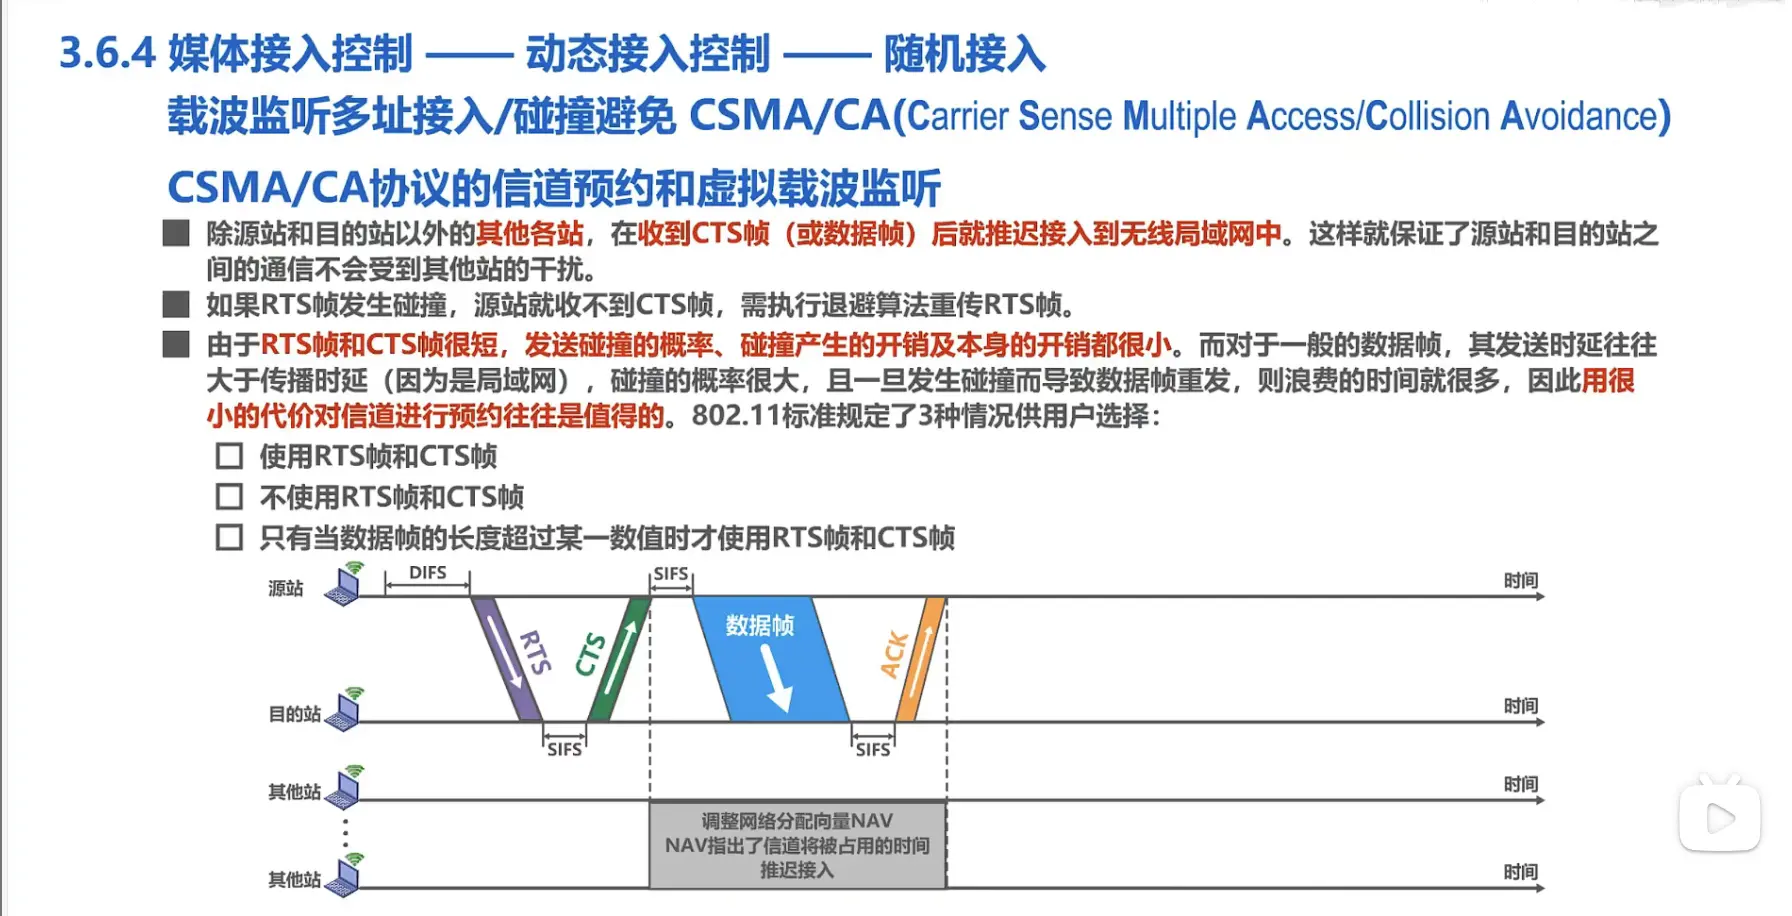 3.6.4 媒体接入控制 —— 动态接入控制 —— 随机接入
载波监听多址接入/碰撞避免 CSMA/CA(Carrier Sense Multiple Access/Collision Avoidance)
CSMA/CA协议的信道预约和虚拟载波监听
除源站和目的站以外的其他各站，在收到CTS帧（或数据帧）后就推迟接入到无线局域网中。这样就保证了源站和目的站之
间的通信不会受到其他站的干扰。
如果RTS帧发生碰撞，源站就收不到CTS帧，需执行退避算法重传RTS帧。
由于RTS帧和CTS帧很短，发送碰撞的概率、碰撞产生的开销及本身的开销都很小。而对于一般的数据帧，其发送时延往往
大于传播时延（因为是局域网），碰撞的概率很大，且一旦发生碰撞而导致数据帧重发，则浪费的时间就很多，因此用很
小的代价对信道进行预约往往是值得的。802.11标准规定了3种情况供用户选择：
使用RTS帧和CTS帧
不使用RTS帧和CTS帧
只有当数据帧的长度超过某一数值时才使用RTS帧和CTS帧
源站
DIFS
SIFS
时间
RTS
CTS
数据帧
ACK
目的站
时间
SIFS
SIFS
其他站
时间
调整网络分配向量NAV
NAV指出了信道将被占用的时间
推迟接入
其他站
时间